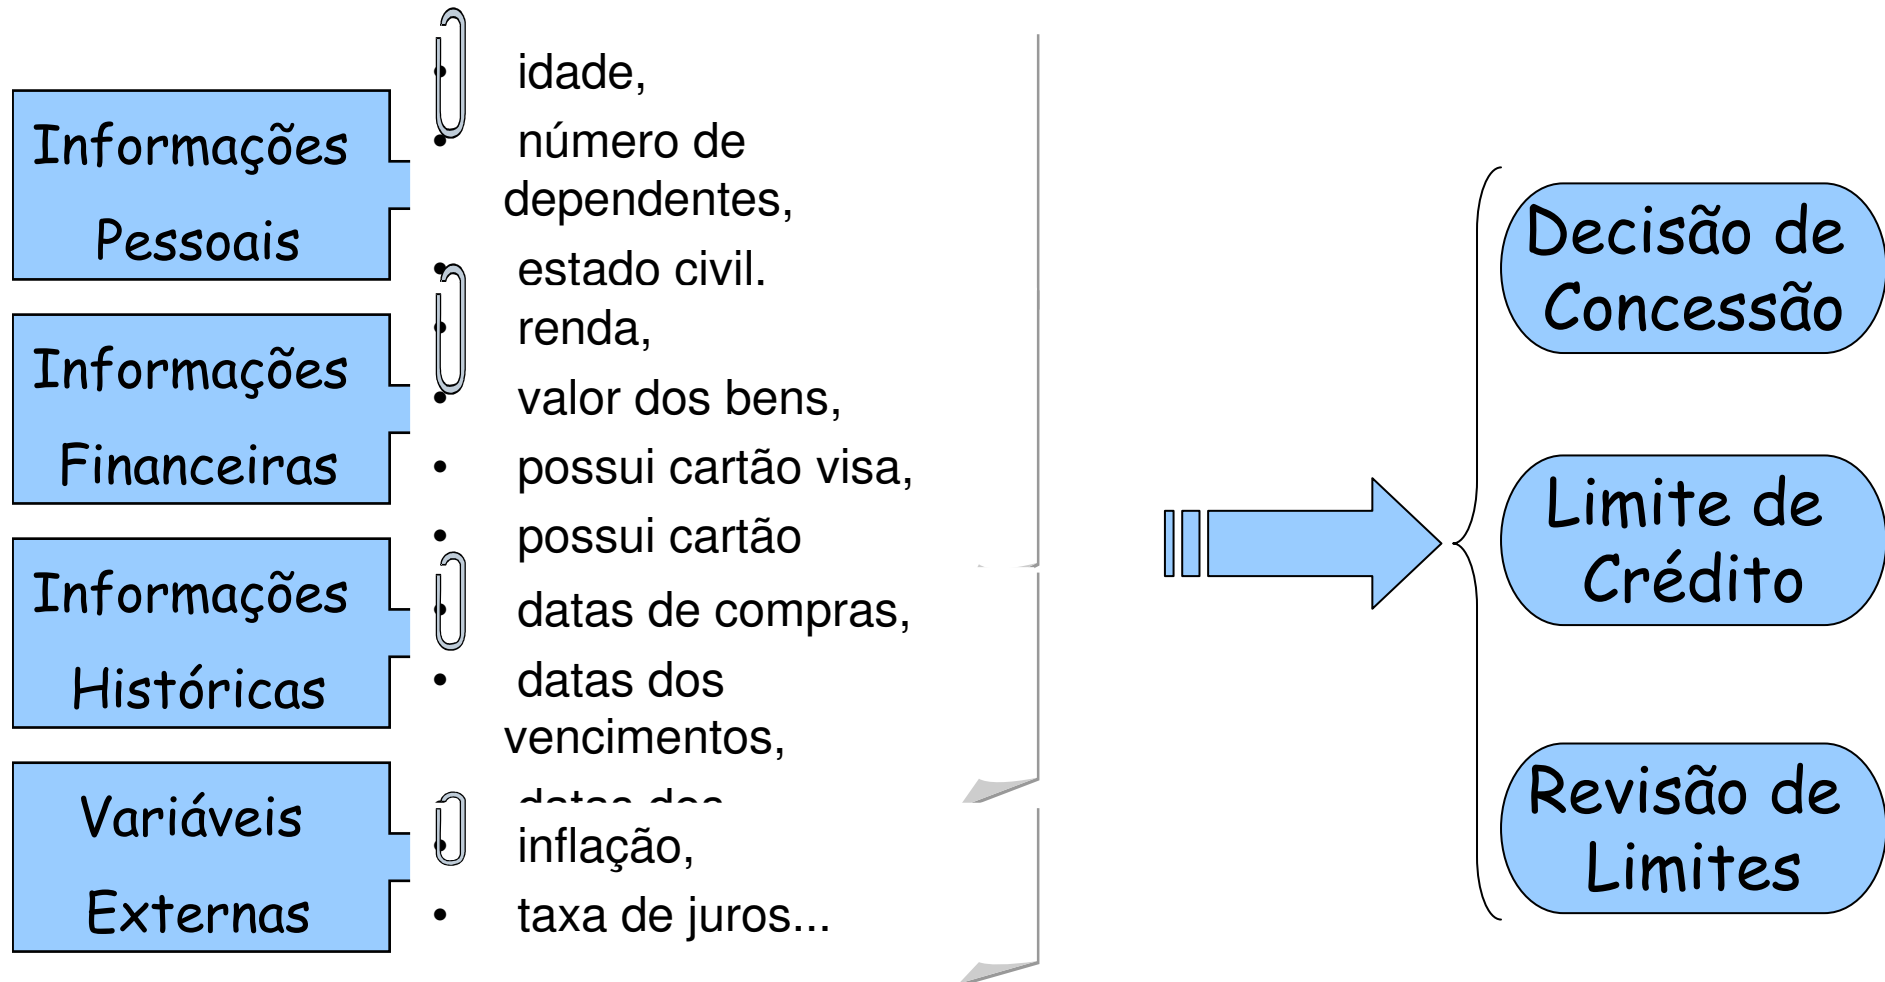 Informações
Pessoais
• idade,
• número de
dependentes,
• estado civil.
Informações
Financeiras
• renda,
• valor dos bens,
• possui cartão visa,
• possui cartão
Informações
Históricas
• datas de compras,
• datas dos
vencimentos,
datas dos
Variáveis
Externas
• inflação,
• taxa de juros...
Decisão de
Concessão
Limite de
Crédito
Revisão de
Limites